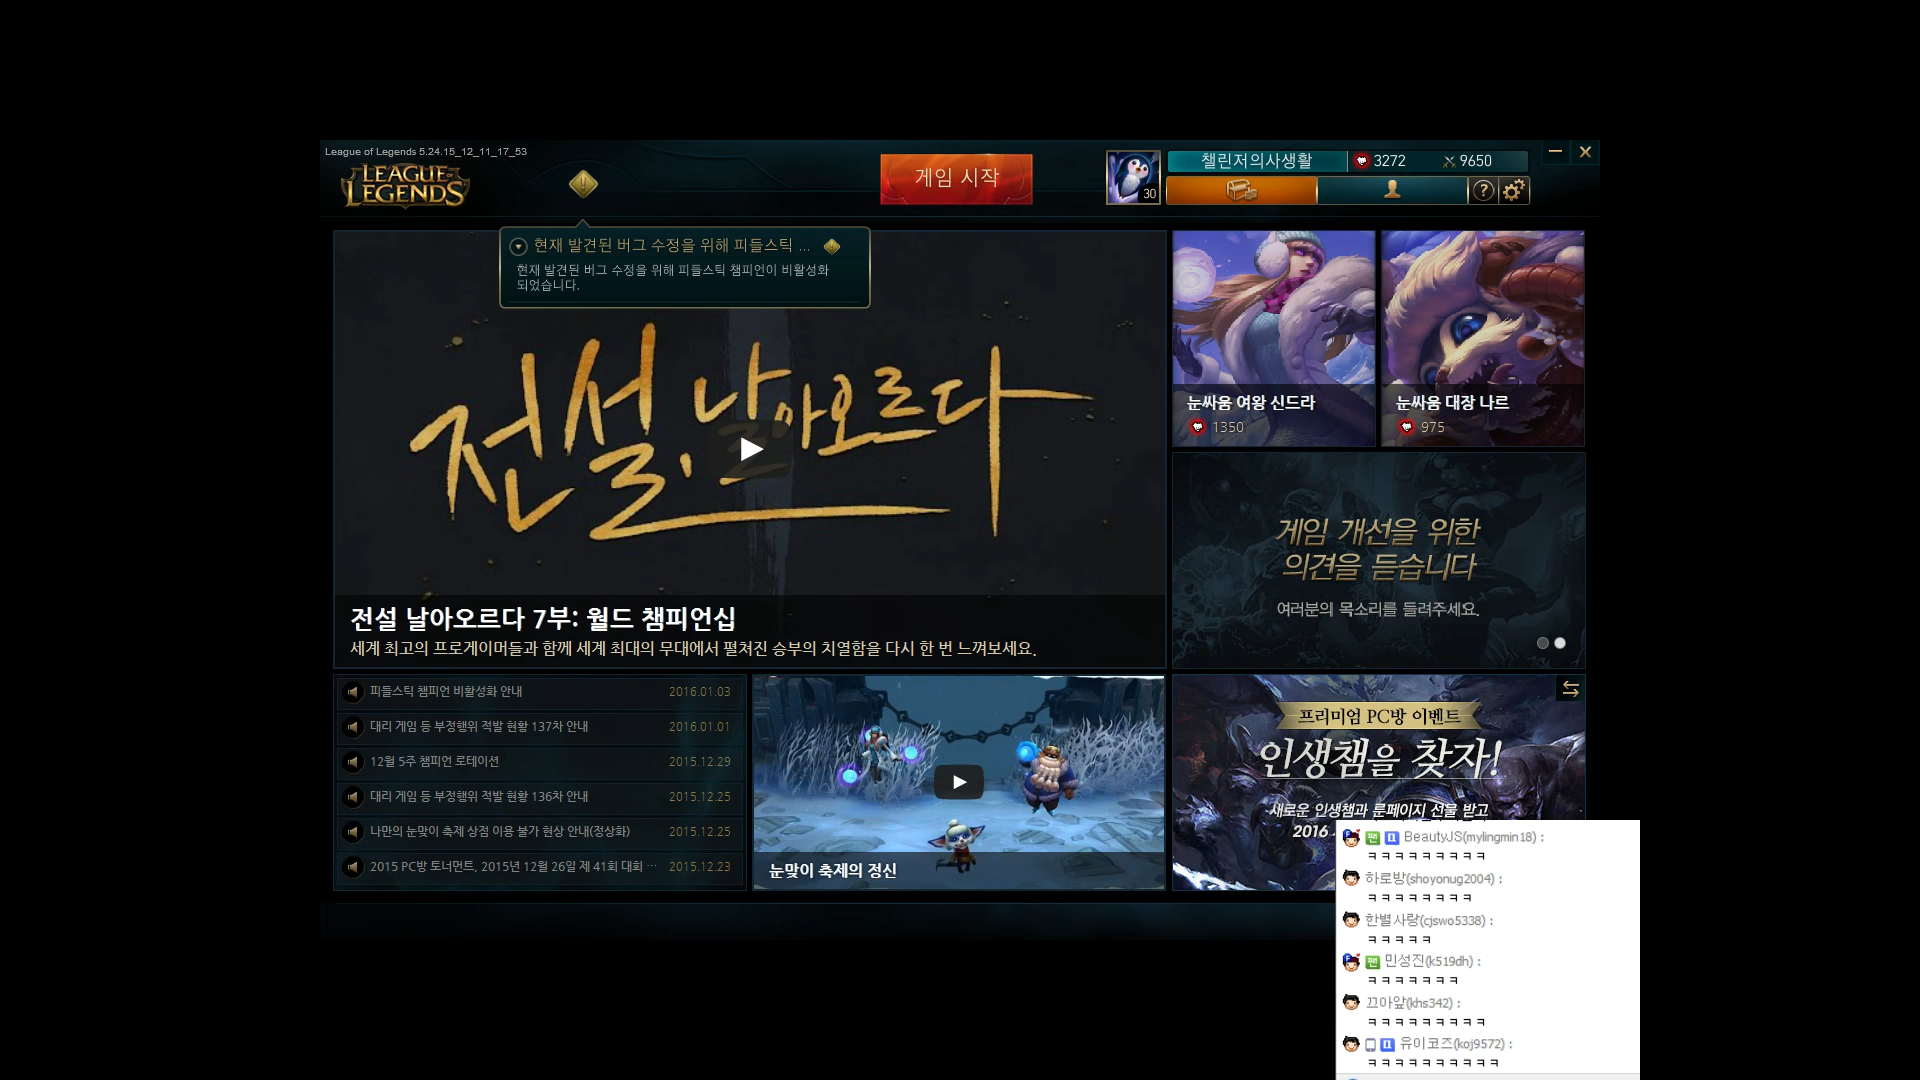 League of Legends 5.24.15_12_11_17_53
LEAGUE OF
LEGENDS
게임 시작
30
챌린저의사생활
3272
9650
현재 발견된 버그 수정을 위해 피들스틱 ...
현재 발견된 버그 수정을 위해 피들스틱 챔피언이 비활성화
되었습니다.
전설, 날아오르다
전설 날아오르다 7부: 월드 챔피언십
세계 최고의 프로게이머들과 함께 세계 최대의 무대에서 펼쳐진 승부의 치열함을 다시 한 번 느껴보세요.
눈싸움 여왕 신드라
1350
눈싸움 대장 나르
975
게임 개선을 위한
의견을 듣습니다
여러분의 목소리를 들려주세요.
피들스틱 챔피언 비활성화 안내 2016.01.03
대리 게임 등 부정행위 적발 현황 137차 안내 2016.01.01
12월 5주 챔피언 로테이션 2015.12.29
대리 게임 등 부정행위 적발 현황 136차 안내 2015.12.25
나만의 눈맞이 축제 상점 이용 불가 현상 안내(정상화) 2015.12.25
2015 PC방 토너먼트, 2015년 12월 26일 제 41회 대회 ... 2015.12.23
눈맞이 축제의 정신
프리미엄 PC방 이벤트
인생챔을 찾자!
새로운 인생챔과 룬페이지 선물 받고
2016
팬 BeautyJS(mylingmin18) :
ㅋㅋㅋㅋㅋㅋㅋㅋㅋ
하로방(shoyonug2004) :
ㅋㅋㅋㅋㅋㅋㅋㅋ
한별사랑(cjswo5338) :
ㅋㅋㅋㅋㅋ
팬 민성진(k519dh) :
ㅋㅋㅋㅋㅋㅋㅋ
끄아앞(khs342) :
ㅋㅋㅋㅋㅋㅋㅋㅋㅋ
유이코즈(koj9572) :
ㅋㅋㅋㅋㅋㅋㅋㅋㅋㅋ